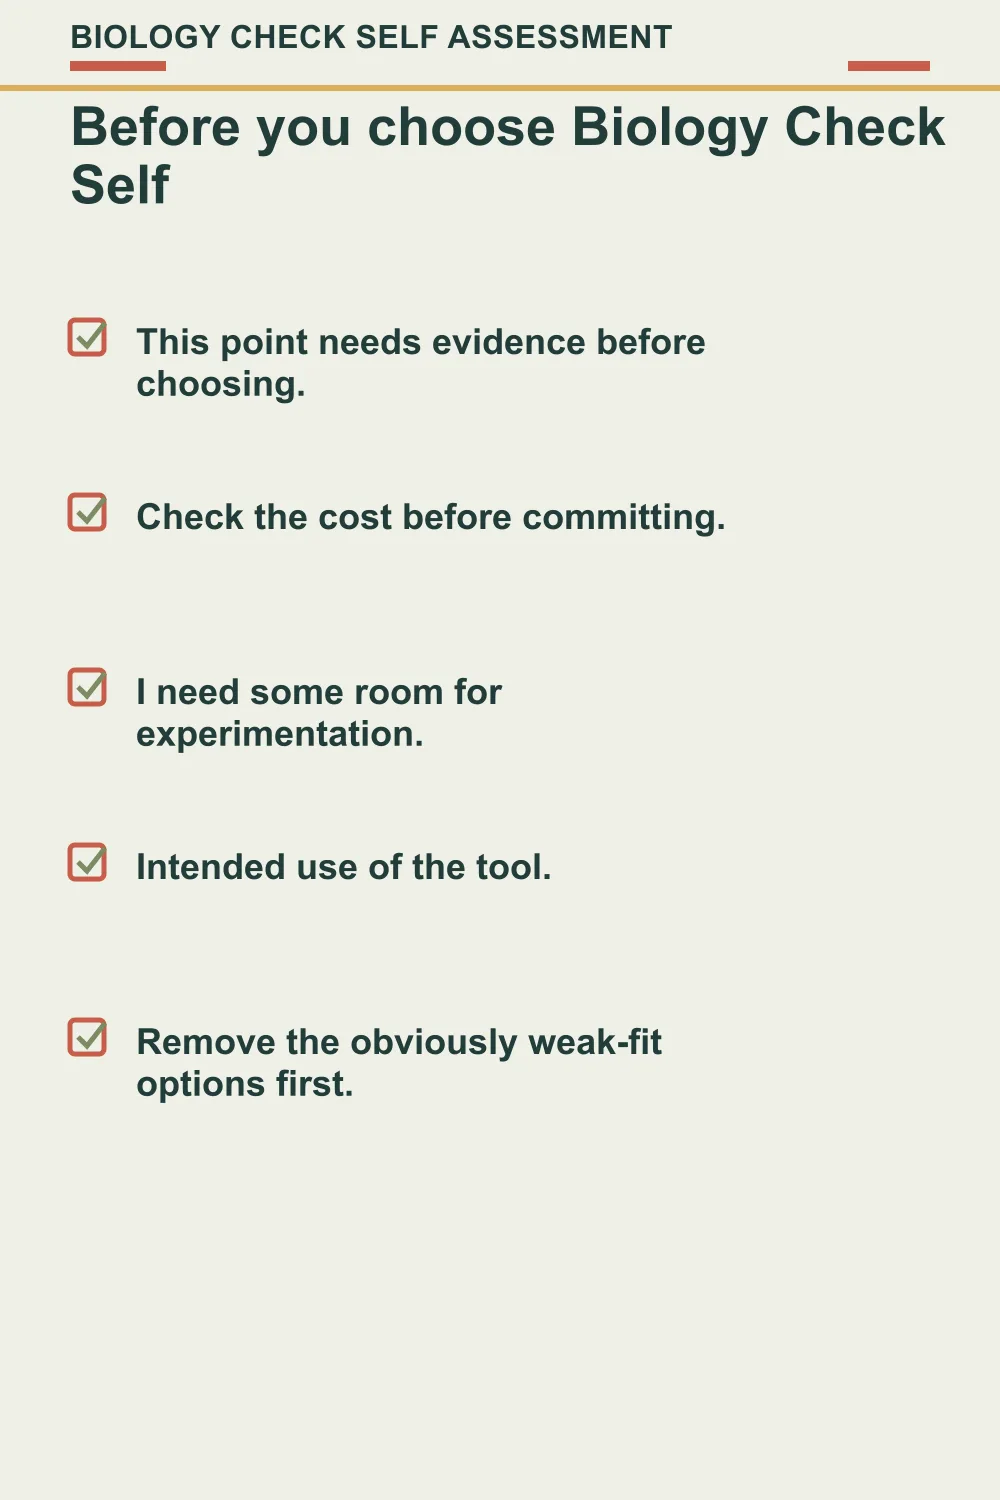 BIOLOGY CHECK SELF ASSESSMENT
Before you choose Biology Check
Self
This point needs evidence before
choosing.
Check the cost before committing.
I need some room for
experimentation.
Intended use of the tool.
Remove the obviously weak-fit
options first.